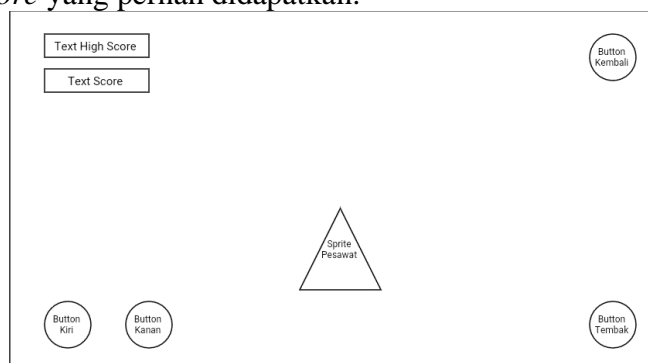 yang pernah didapatkan.
Text High Score
Button
Kembali
Text Score
Sprite
Pesawat
Button
Kiri
Button
Kanan
Button
Tembak